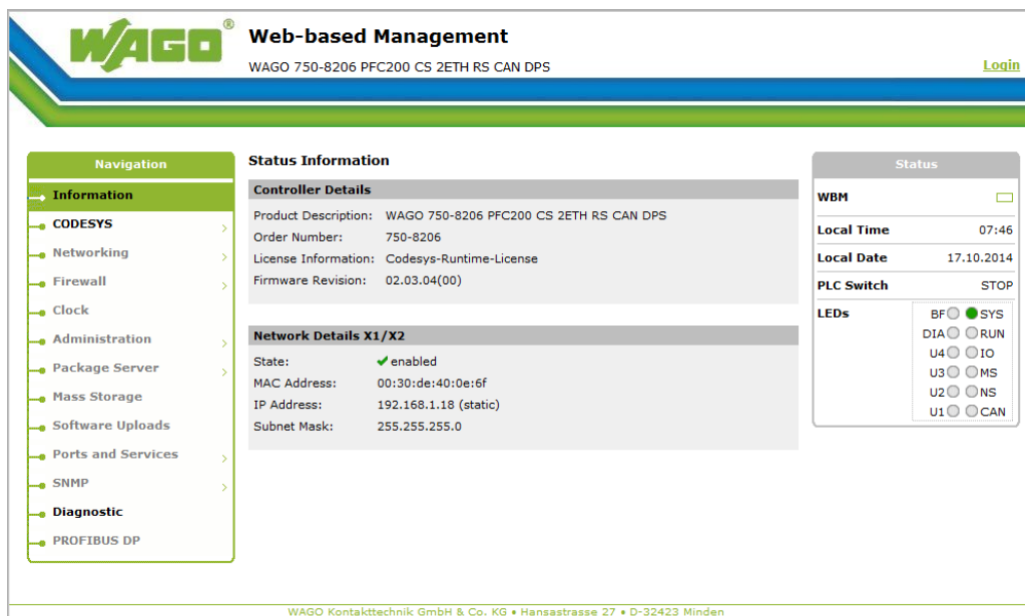 WAGO®
Web-based Management
WAGO 750-8206 PFC200 CS 2ETH RS CAN DPS
Login
Navigation
Information
CODESYS
Networking
Firewall
Clock
Administration
Package Server
Mass Storage
Software Uploads
Ports and Services
SNMP
Diagnostic
PROFIBUS DP
Status Information
Controller Details
Product Description: WAGO 750-8206 PFC200 CS 2ETH RS CAN DPS
Order Number: 750-8206
License Information: Codesys-Runtime-License
Firmware Revision: 02.03.04(00)
Network Details X1/X2
State: enabled
MAC Address: 00:30:de:40:0e:6f
IP Address: 192.168.1.18 (static)
Subnet Mask: 255.255.255.0
Status
WBM
Local Time 07:46
Local Date 17.10.2014
PLC Switch STOP
LEDs BF SYS
DIA RUN
U4 IO
U3 MS
U2 NS
U1 CAN
WAGO Kontakttechnik GmbH & Co. KG • Hansastrasse 27 • D-32423 Minden